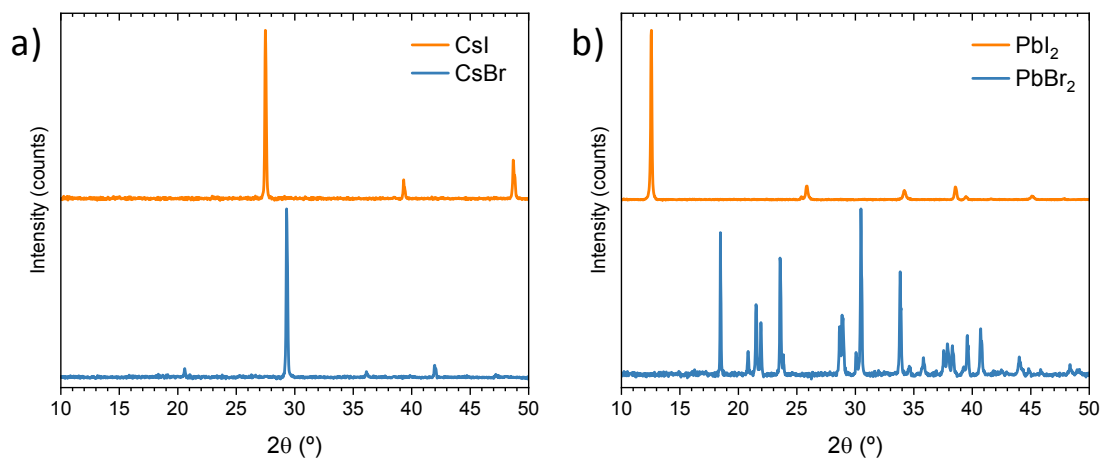 a)
CsI
CsBr
Intensity (counts)
10 15 20 25 30 35 40 45 50
2θ (º)
b)
PbI₂
PbBr₂
Intensity (counts)
10 15 20 25 30 35 40 45 50
2θ (º)